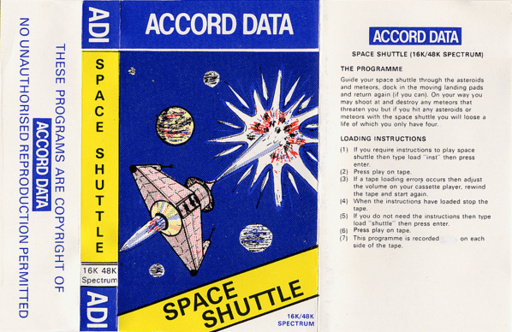 THESE PROGRAMS ARE COPYRIGHT OF
ACCORD DATA
NO UNAUTHORISED REPRODUCTION PERMITTED
ADI
SPACE SHUTTLE
16K 48K
Spectrum
ADI
ACCORD DATA
SPACE
SHUTTLE
16K/48K
SPECTRUM
ACCORD DATA
SPACE SHUTTLE (16K/48K SPECTRUM)
THE PROGRAMME
Guide your space shuttle through the asteroids
and meteors, dock in the moving landing pads
and return again (if you can). On your way you
may shoot at and destroy any meteors that
threaten you but if you hit any asteroids or
meteors with the space shuttle you will loose a
life of which you only have four.
LOADING INSTRUCTIONS
(1) If you require instructions to play space
shuttle then type load "inst" then press
enter.
(2) Press play on tape.
(3) If a tape loading errors occurs then adjust
the volume on your cassette player, rewind
the tape and start again.
(4) When the instructions have loaded stop the
tape.
(5) If you do not need the instructions then type
load "shuttle" then press enter.
(6) Press play on tape.
(7) This programme is recorded on each
side of the tape.